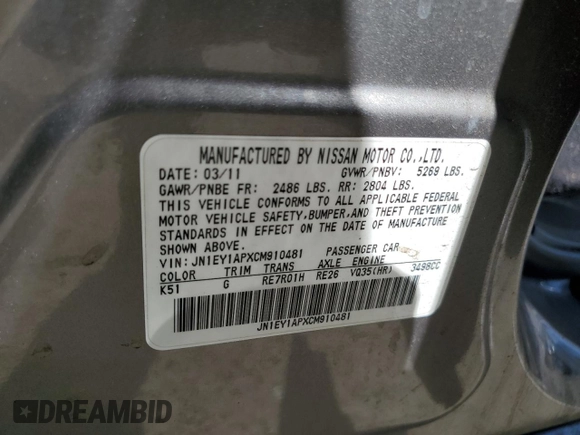 MANUFACTURED BY NISSAN MOTOR CO.,LTD.
DATE: 03/11 GVWR/PNBV: 5269 LBS.
GAWR/PNBE FR: 2486 LBS. RR: 2804 LBS.
THIS VEHICLE CONFORMS TO ALL APPLICABLE FEDERAL
MOTOR VEHICLE SAFETY, BUMPER, AND THEFT PREVENTION
STANDARDS IN EFFECT ON THE DATE OF MANUFACTURE
SHOWN ABOVE.
VIN: JN1EY1APXCM910481 PASSENGER CAR
COLOR TRIM TRANS AXLE ENGINE
K51 G RE7R01H RE26 VQ35(HR) 3498CC
JN1EY1APXCM910481
DREAMBID